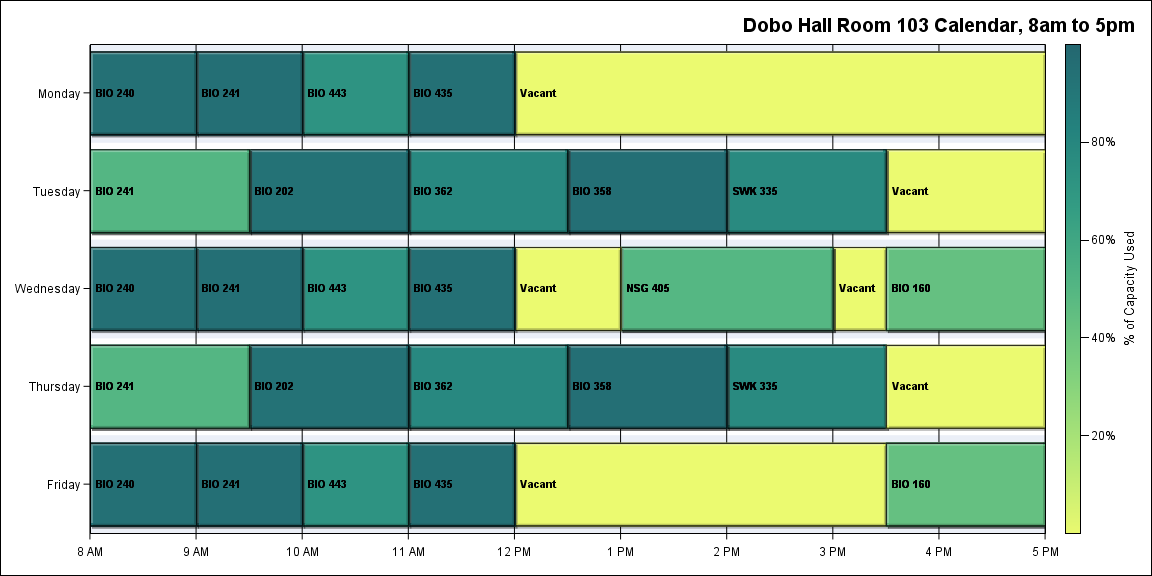 Dobo Hall Room 103 Calendar, 8am to 5pm
Monday
BIO 240
BIO 241
BIO 443
BIO 435
Vacant
Tuesday
BIO 241
BIO 202
BIO 362
BIO 358
SWK 335
Vacant
Wednesday
BIO 240
BIO 241
BIO 443
BIO 435
Vacant
NSG 405
Vacant
BIO 160
Thursday
BIO 241
BIO 202
BIO 362
BIO 358
SWK 335
Vacant
Friday
BIO 240
BIO 241
BIO 443
BIO 435
Vacant
BIO 160
8 AM
9 AM
10 AM
11 AM
12 PM
1 PM
2 PM
3 PM
4 PM
5 PM
80%
60%
40%
20%
% of Capacity Used